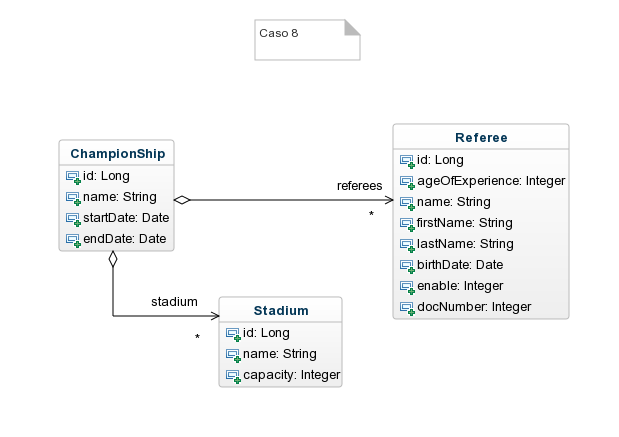 Caso 8
ChampionShip
id: Long
name: String
startDate: Date
endDate: Date
referees
*
Referee
id: Long
ageOfExperience: Integer
name: String
firstName: String
lastName: String
birthDate: Date
enable: Integer
docNumber: Integer
stadium
*
Stadium
id: Long
name: String
capacity: Integer